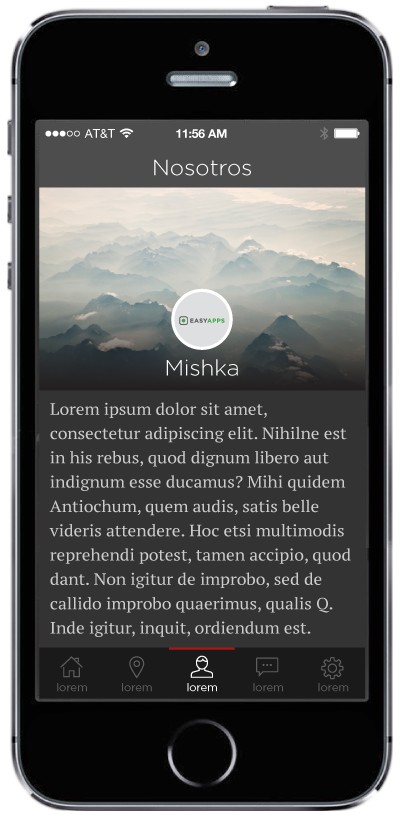 AT&T 11:56 AM
Nosotros
EASYAPPS
Mishka
Lorem ipsum dolor sit amet,
consectetur adipiscing elit. Nihilne est
in his rebus, quod dignum libero aut
indignum esse ducamus? Mihi quidem
Antiochum, quem audis, satis belle
videris attendere. Hoc etsi multimodis
reprehendi potest, tamen accipio, quod
dant. Non igitur de improbo, sed de
callido improbo quaerimus, qualis Q.
Inde igitur, inquit, ordiendum est.
lorem lorem lorem lorem lorem